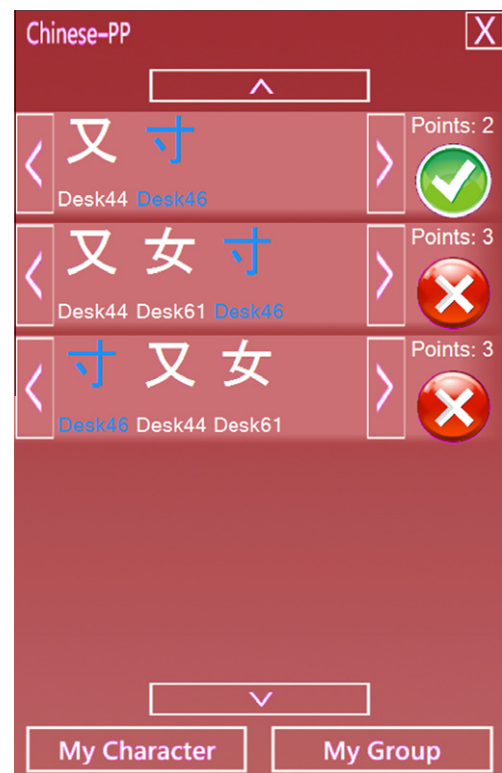 Chinese-PP
X
Points: 2
又 寸
Desk44 Desk46
Points: 3
又 女 寸
Desk44 Desk61 Desk46
Points: 3
寸 又 女
Desk46 Desk44 Desk61
My Character
My Group